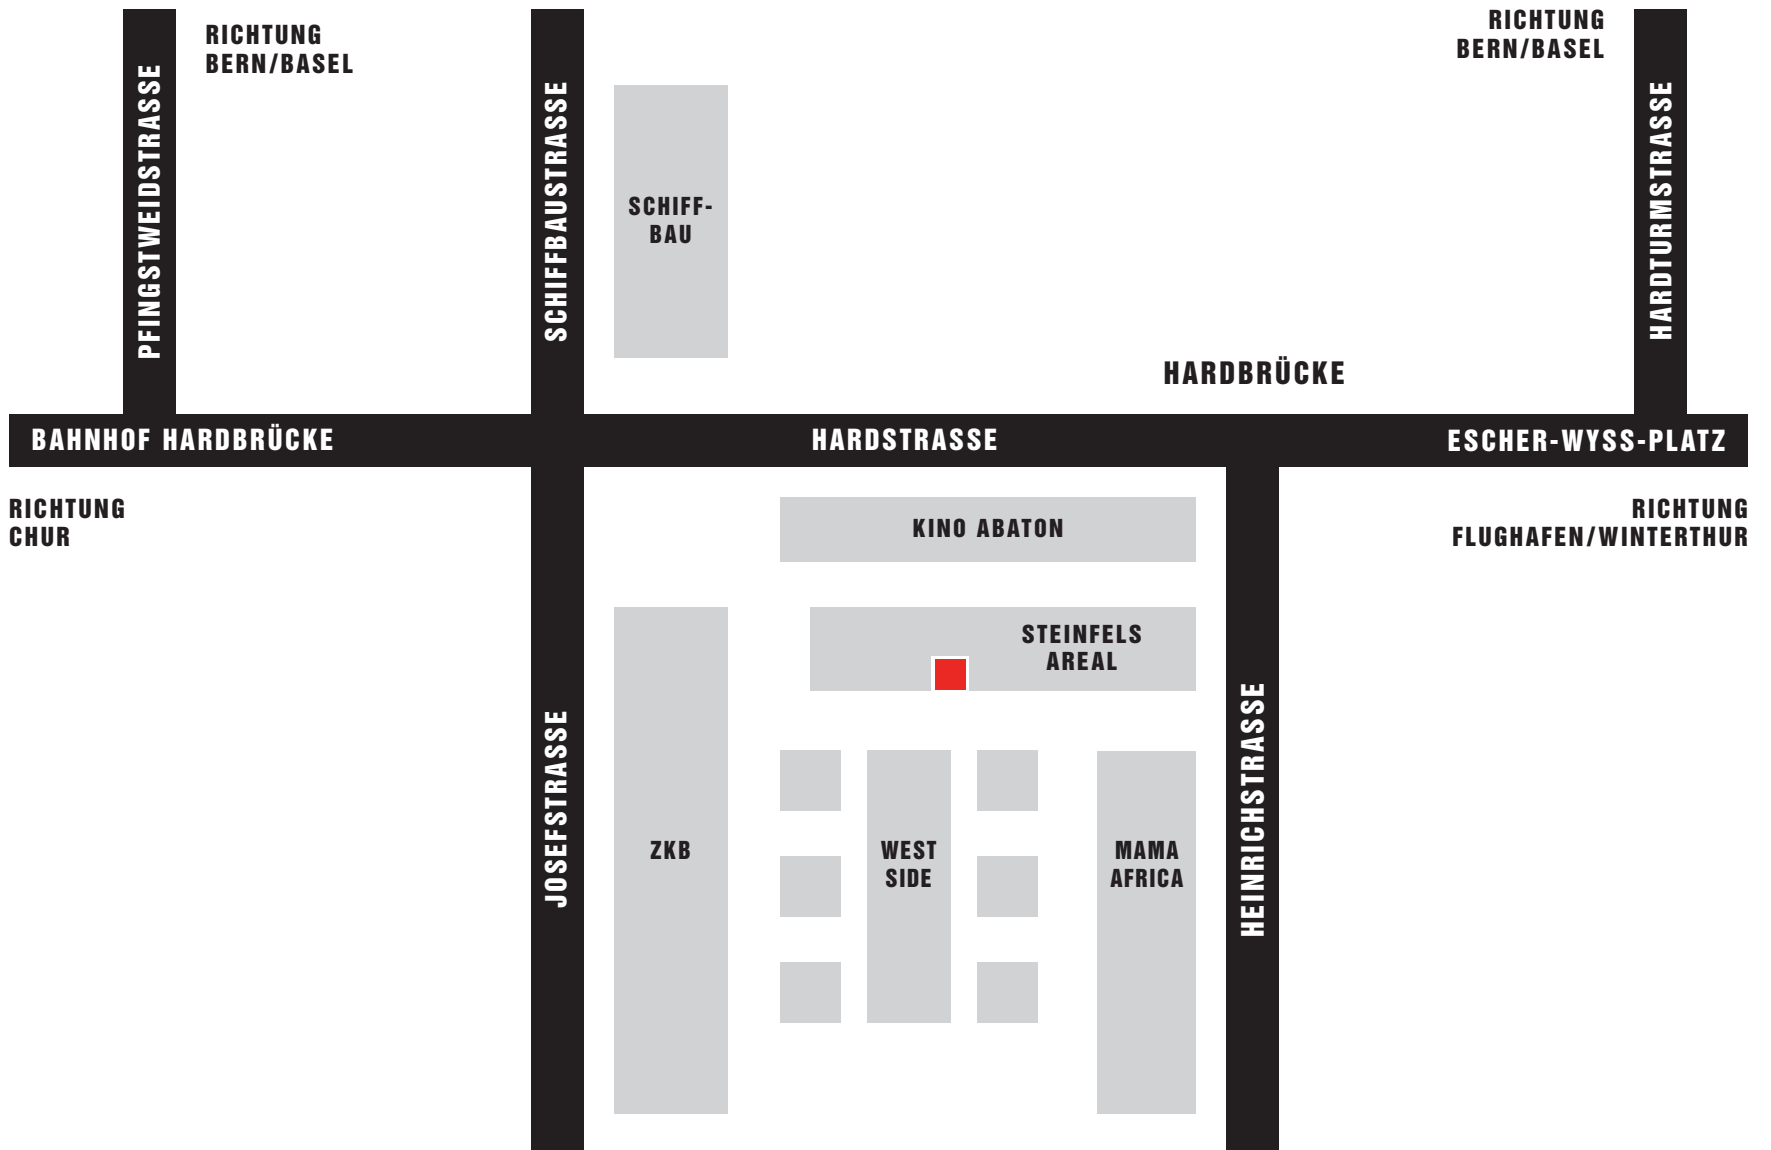 RICHTUNG
BERN/BASEL
RICHTUNG
BERN/BASEL
PFINGSTWEIDSTRASSE
SCHIFFBAUSTRASSE
SCHIFF-
BAU
HARDTURMSTRASSE
HARDBRÜCKE
BAHNHOF HARDBRÜCKE
HARDSTRASSE
ESCHER-WYSS-PLATZ
RICHTUNG
CHUR
KINO ABATON
RICHTUNG
FLUGHAFEN/WINTERTHUR
STEINFELS
AREAL
JOSEFSTRASSE
ZKB
WEST
SIDE
MAMA
AFRICA
HEINRICHSTRASSE